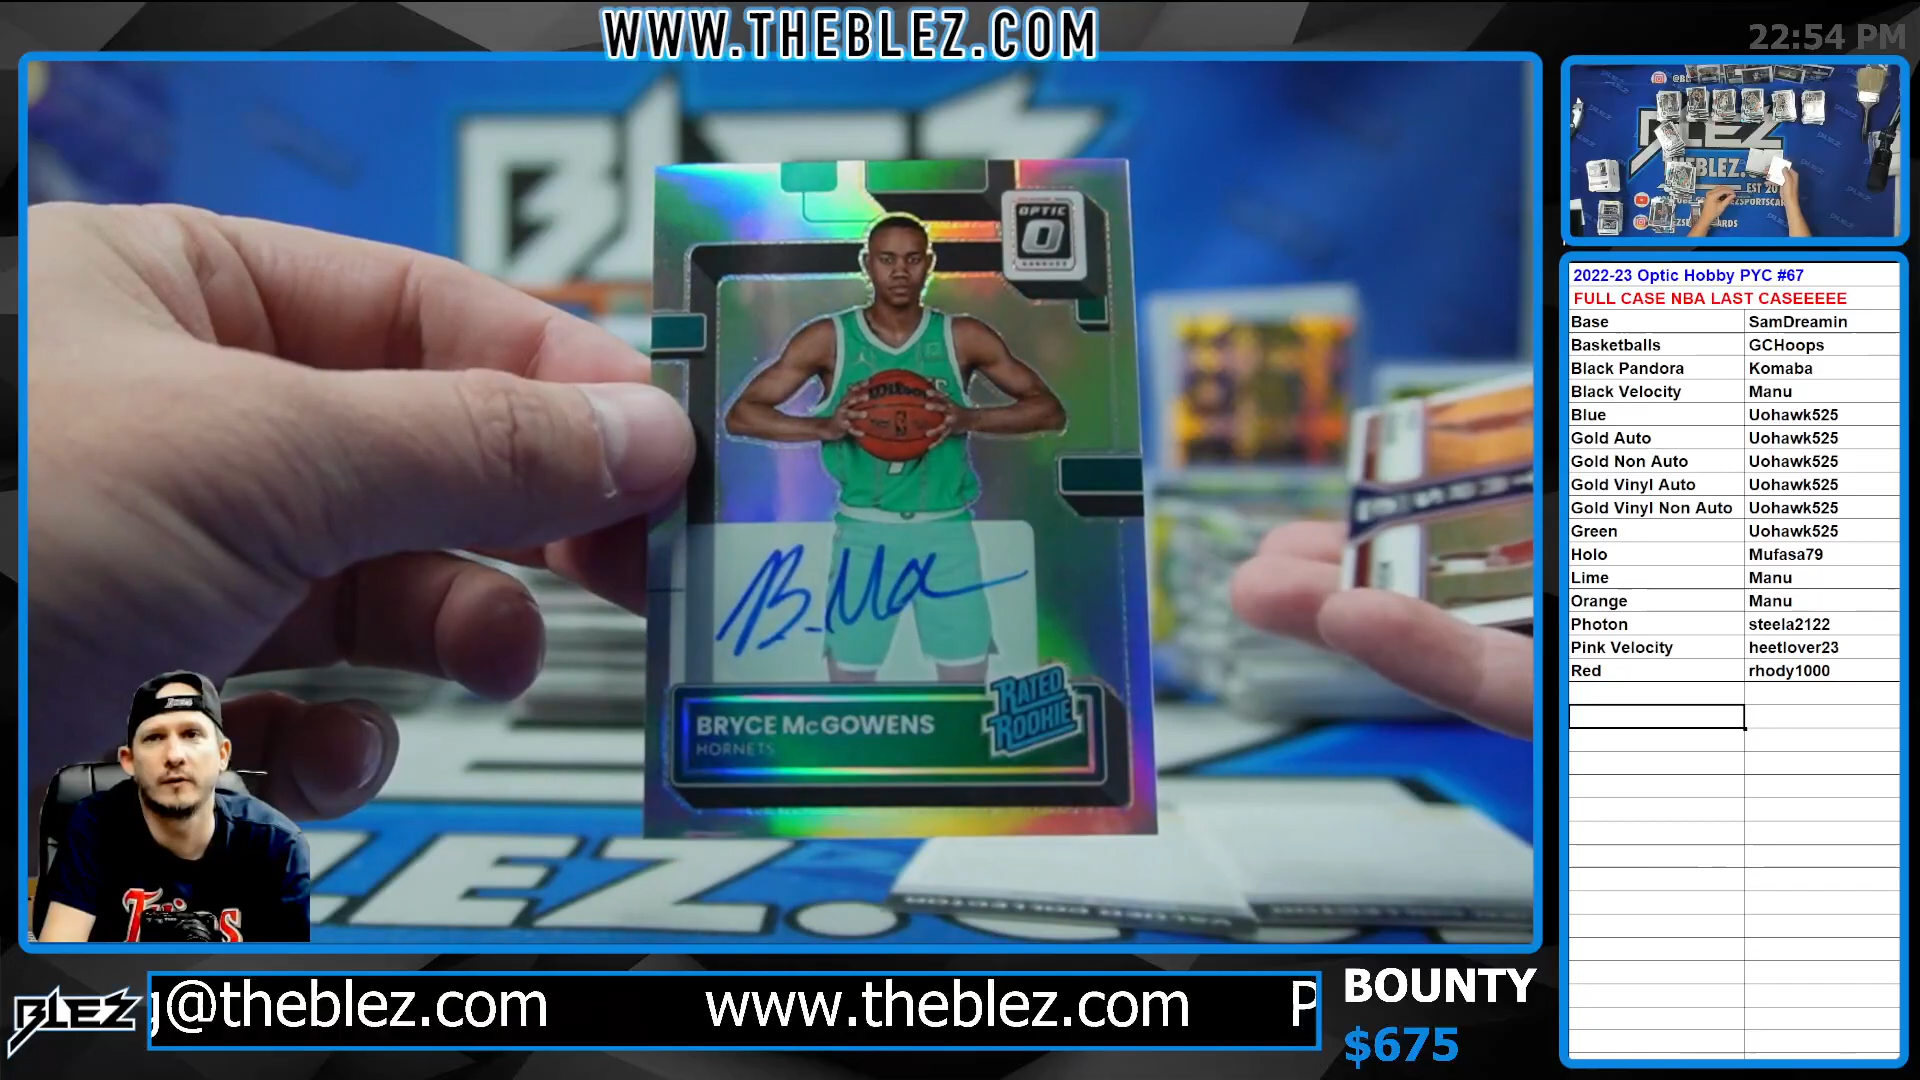 WWW.THEBLEZ.COM
22:54 PM
BLEZ
OPTIC
Wilson
B. Mc
BRYCE McGOWENS
HORNETS
RATED
ROOKIE
2022-23 Optic Hobby PYC #67
FULL CASE NBA LAST CASEEEEE
Base SamDreamin
Basketballs GCHoops
Black Pandora Komaba
Black Velocity Manu
Blue Uohawk525
Gold Auto Uohawk525
Gold Non Auto Uohawk525
Gold Vinyl Auto Uohawk525
Gold Vinyl Non Auto Uohawk525
Green Uohawk525
Holo Mufasa79
Lime Manu
Orange Manu
Photon steela2122
Pink Velocity heetlover23
Red rhody1000
BLEZ
g@theblez.com www.theblez.com P
BOUNTY
$675